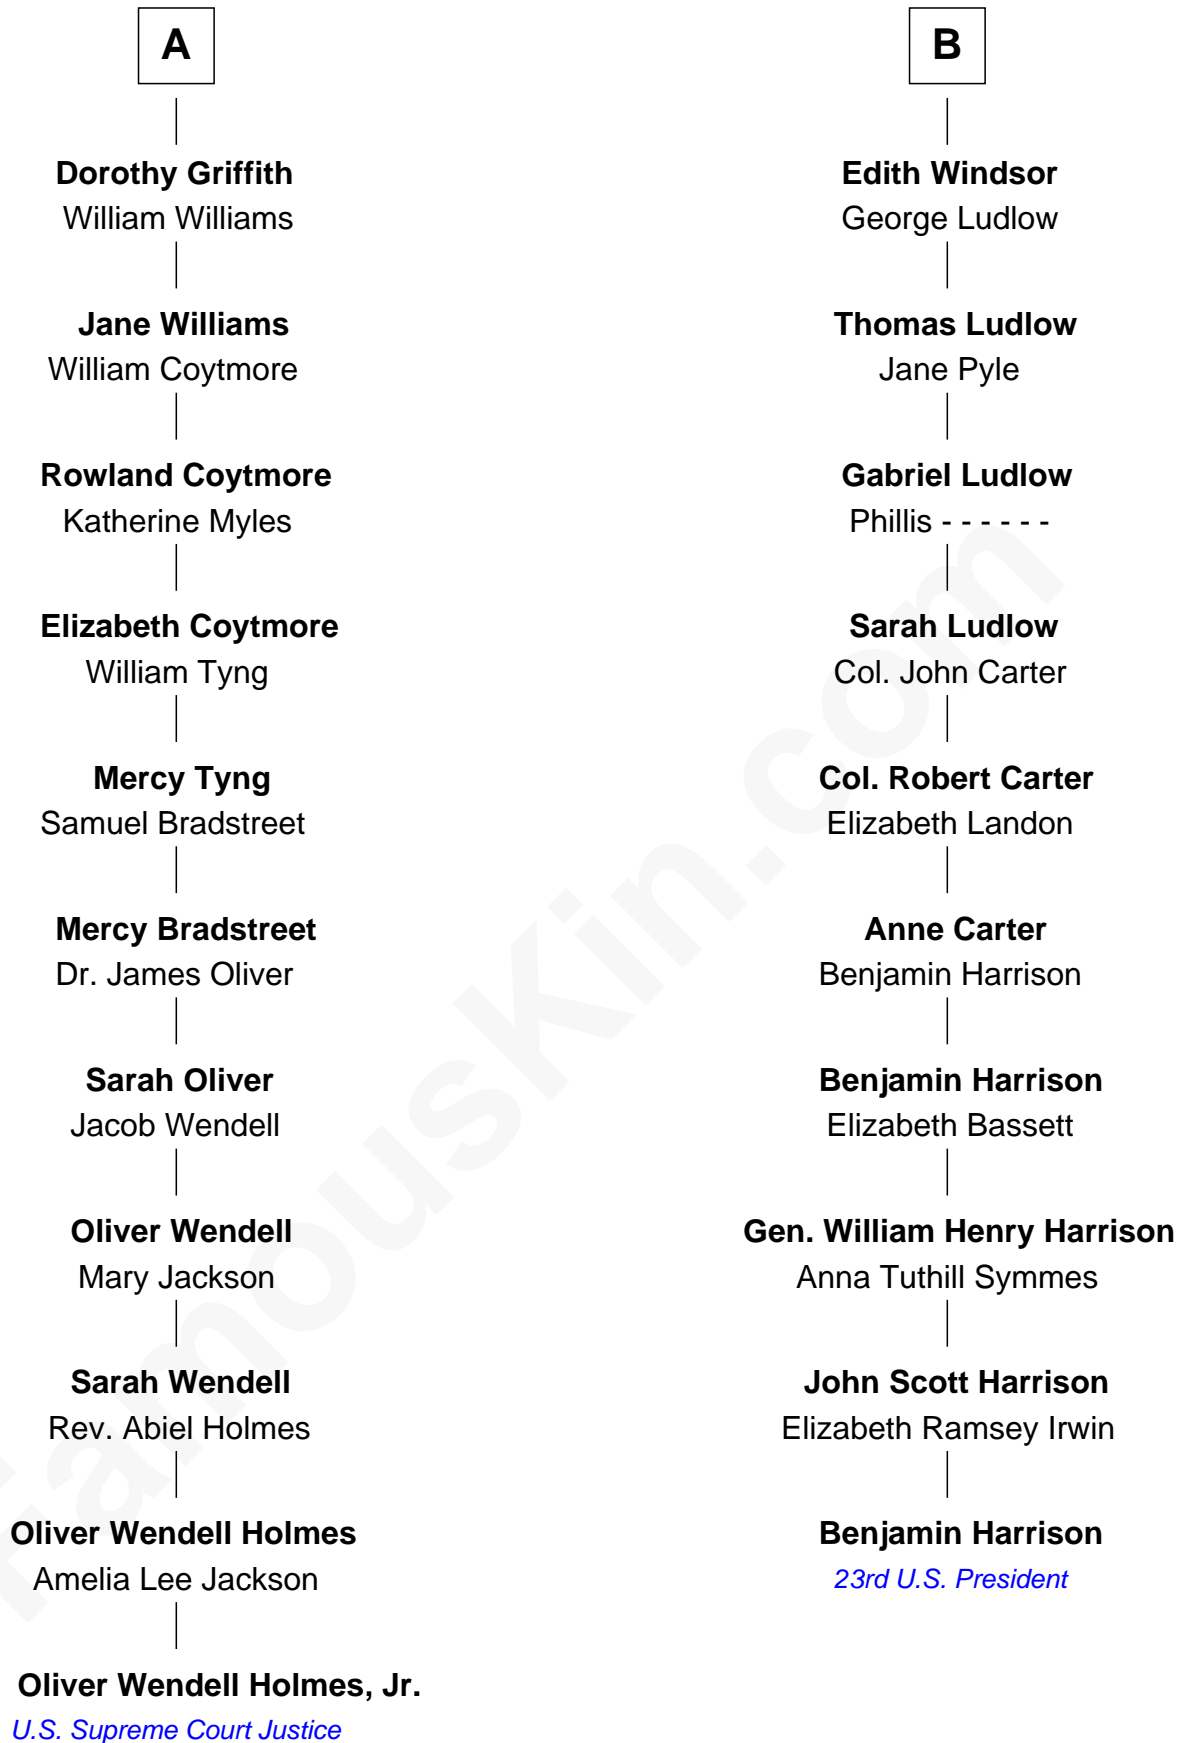 A
Dorothy Griffith
William Williams
Jane Williams
William Coytmore
Rowland Coytmore
Katherine Myles
Elizabeth Coytmore
William Tyng
Mercy Tyng
Samuel Bradstreet
Mercy Bradstreet
Dr. James Oliver
Sarah Oliver
Jacob Wendell
Oliver Wendell
Mary Jackson
Sarah Wendell
Rev. Abiel Holmes
Oliver Wendell Holmes
Amelia Lee Jackson
Oliver Wendell Holmes, Jr.
U.S. Supreme Court Justice
B
Edith Windsor
George Ludlow
Thomas Ludlow
Jane Pyle
Gabriel Ludlow
Phillis - - - - - -
Sarah Ludlow
Col. John Carter
Col. Robert Carter
Elizabeth Landon
Anne Carter
Benjamin Harrison
Benjamin Harrison
Elizabeth Bassett
Gen. William Henry Harrison
Anna Tuthill Symmes
John Scott Harrison
Elizabeth Ramsey Irwin
Benjamin Harrison
23rd U.S. President
FamousKin.com